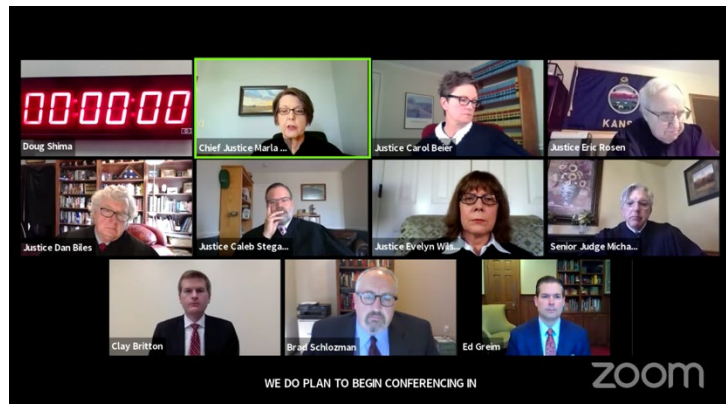 00:00:00
Doug Shima
Chief Justice Marla ...
Justice Carol Beier
KANS
Justice Eric Rosen
Justice Dan Biles
Justice Caleb Stega...
Justice Evelyn Wils...
Senior Judge Micha...
Clay Britton
Brad Schlozman
Ed Greim
WE DO PLAN TO BEGIN CONFERENCING IN
zoom